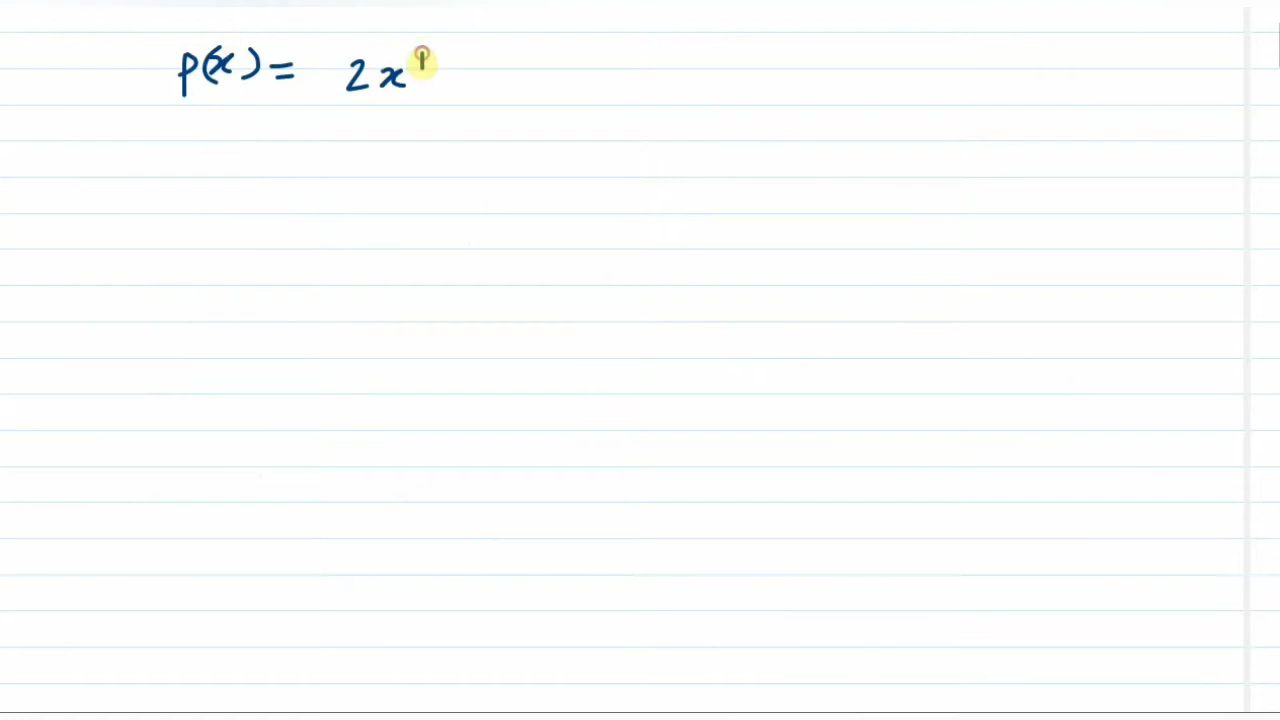 p(x) = 2x